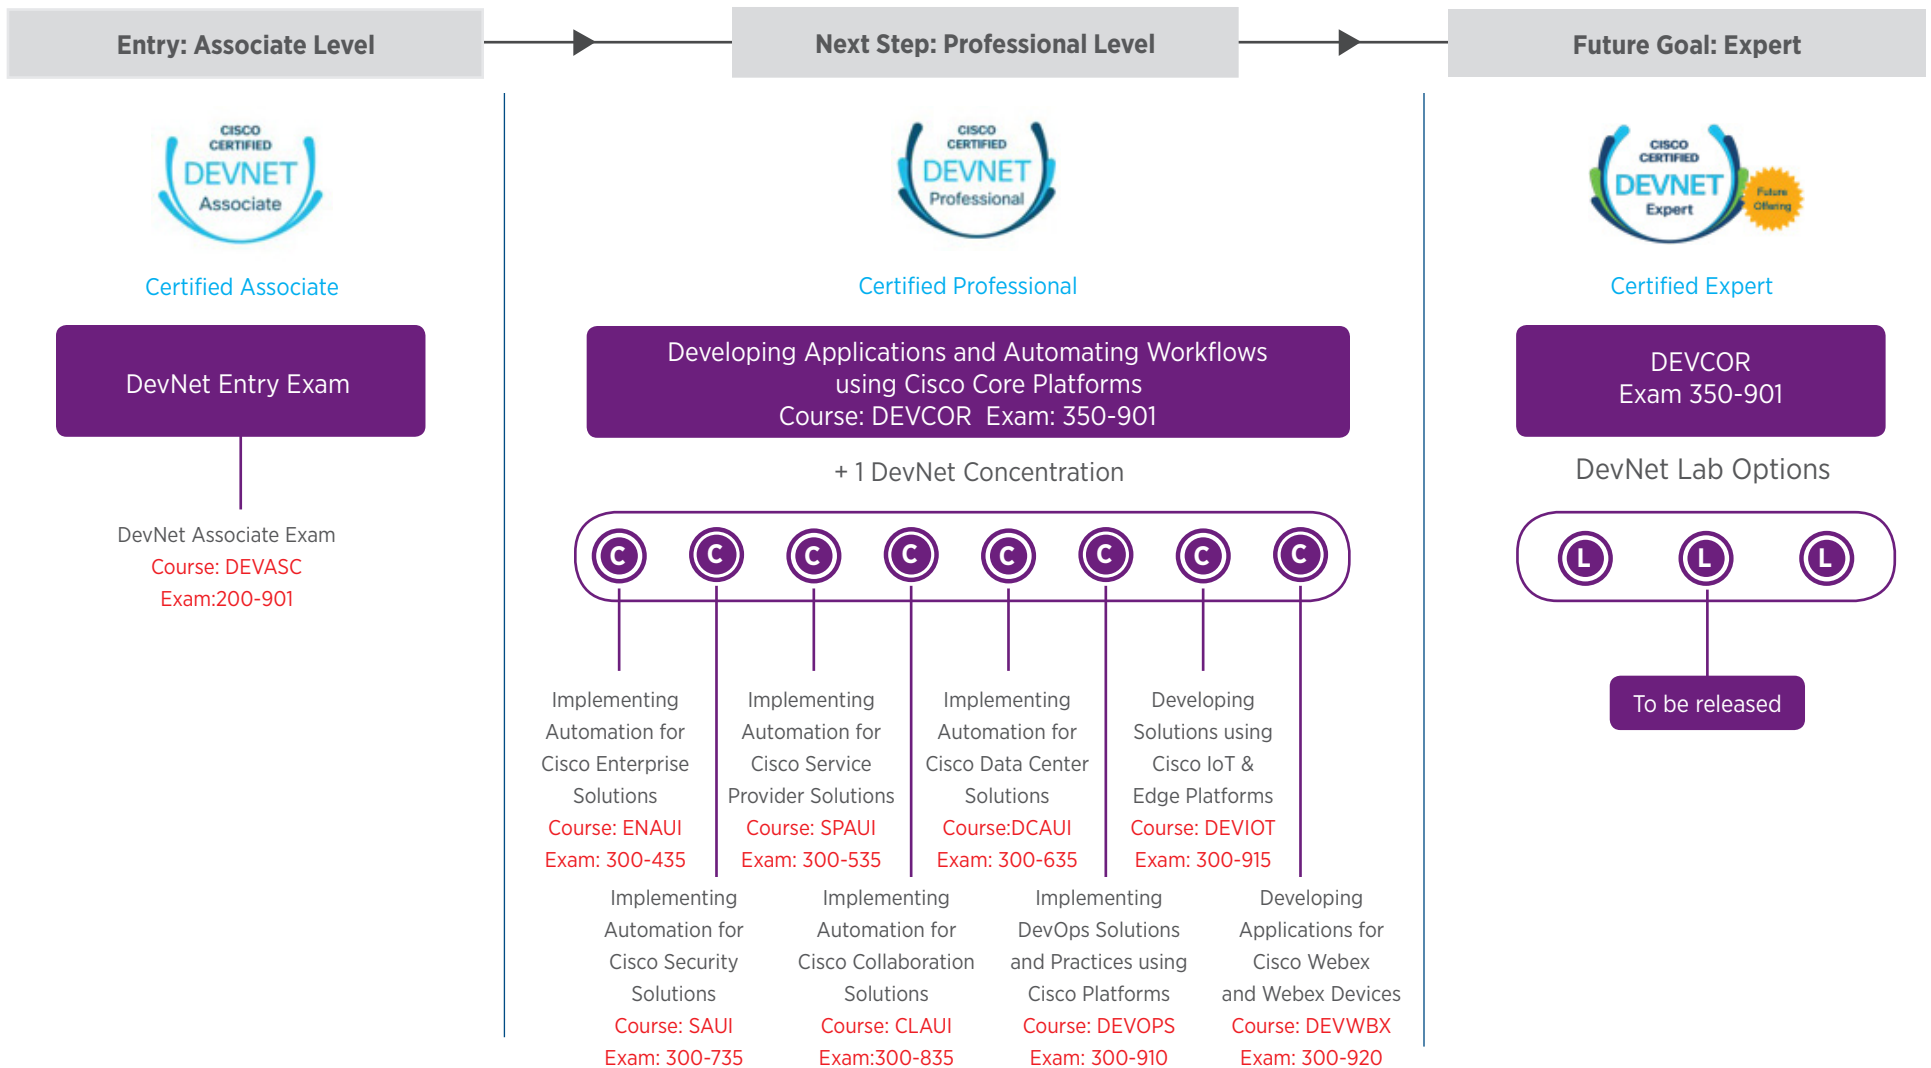 Entry: Associate Level
Next Step: Professional Level
Future Goal: Expert
CISCO
CERTIFIED
DEVNET
Associate
Certified Associate
DevNet Entry Exam
DevNet Associate Exam
Course: DEVASC
Exam:200-901
CISCO
CERTIFIED
DEVNET
Professional
Certified Professional
Developing Applications and Automating Workflows
using Cisco Core Platforms
Course: DEVCOR Exam: 350-901
+ 1 DevNet Concentration
C C C C C C C C
Implementing
Automation for
Cisco Enterprise
Solutions
Course: ENAUI
Exam: 300-435
Implementing
Automation for
Cisco Security
Solutions
Course: SAUI
Exam: 300-735
Implementing
Automation for
Cisco Service
Provider Solutions
Course: SPAUI
Exam: 300-535
Implementing
Automation for
Cisco Collaboration
Solutions
Course: CLAUI
Exam:300-835
Implementing
Automation for
Cisco Data Center
Solutions
Course:DCAUI
Exam: 300-635
Implementing
DevOps Solutions
and Practices using
Cisco Platforms
Course: DEVOPS
Exam: 300-910
Developing
Solutions using
Cisco IoT &
Edge Platforms
Course: DEVIOT
Exam: 300-915
Developing
Applications for
Cisco Webex
and Webex Devices
Course: DEVWBX
Exam: 300-920
CISCO
CERTIFIED
DEVNET
Expert
Future
Offering
Certified Expert
DEVCOR
Exam 350-901
DevNet Lab Options
L L L
To be released